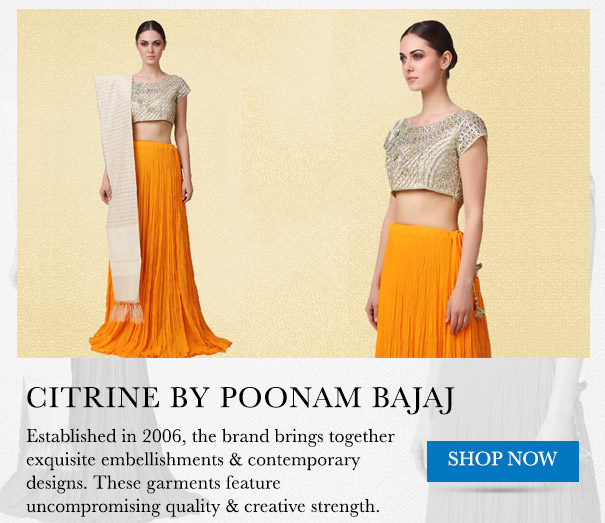 CITRINE BY POONAM BAJAJ
Established in 2006, the brand brings together
exquisite embellishments & contemporary
designs. These garments feature
uncompromising quality & creative strength.
SHOP NOW